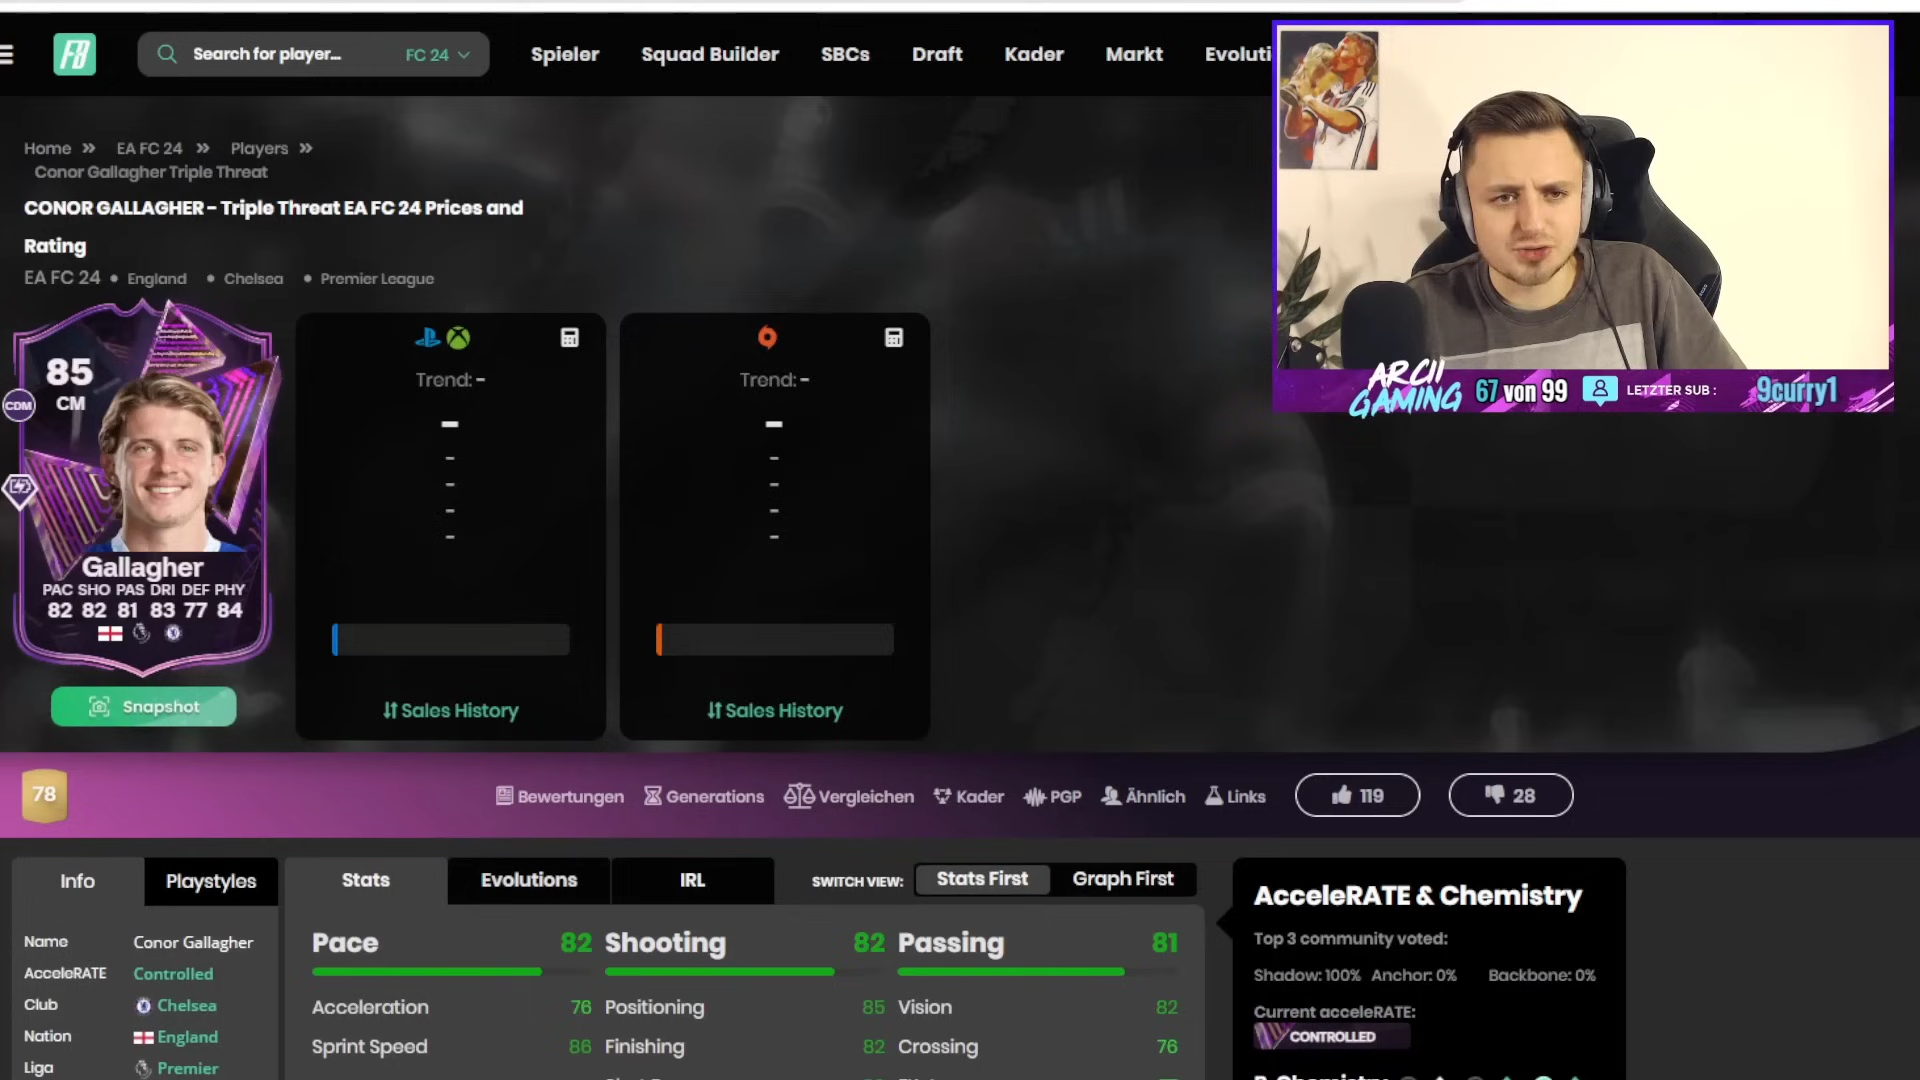 Search for player...
FC 24
Spieler
Squad Builder
SBCs
Draft
Kader
Markt
Evoluti
Home » EA FC 24 » Players »
Conor Gallagher Triple Threat
CONOR GALLAGHER - Triple Threat EA FC 24 Prices and
Rating
EA FC 24 • England • Chelsea • Premier League
85
CM
CDM
Gallagher
PAC SHO PAS DRI DEF PHY
82 82 81 83 77 84
Snapshot
Trend: -
-
-
-
-
-
Sales History
Trend: -
-
-
-
-
-
Sales History
ARCII
GAMING
67 von 99
LETZTER SUB :
9curry1
78
Bewertungen
Generations
Vergleichen
Kader
PGP
Ähnlich
Links
119
28
Info
Playstyles
Name Conor Gallagher
AcceleRATE Controlled
Club Chelsea
Nation England
Liga Premier
Stats
Evolutions
IRL
SWITCH VIEW:
Stats First
Graph First
Pace 82
Acceleration 76
Sprint Speed 86
Shooting 82
Positioning 85
Finishing 82
Passing 81
Vision 82
Crossing 76
AcceleRATE & Chemistry
Top 3 community voted:
Shadow: 100% Anchor: 0% Backbone: 0%
Current acceleRATE:
CONTROLLED